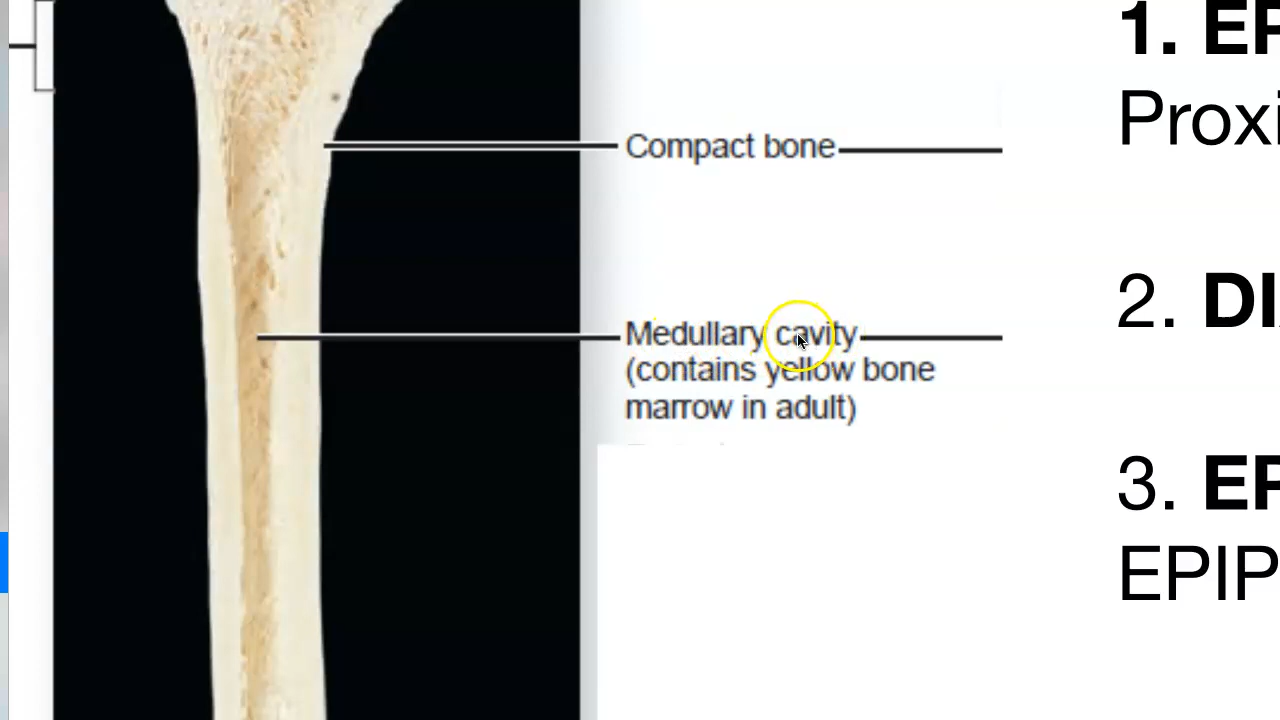 Compact bone
Medullary cavity
(contains yellow bone
marrow in adult)
1. EP
Proxi
2. DI
3. EP
EPIP